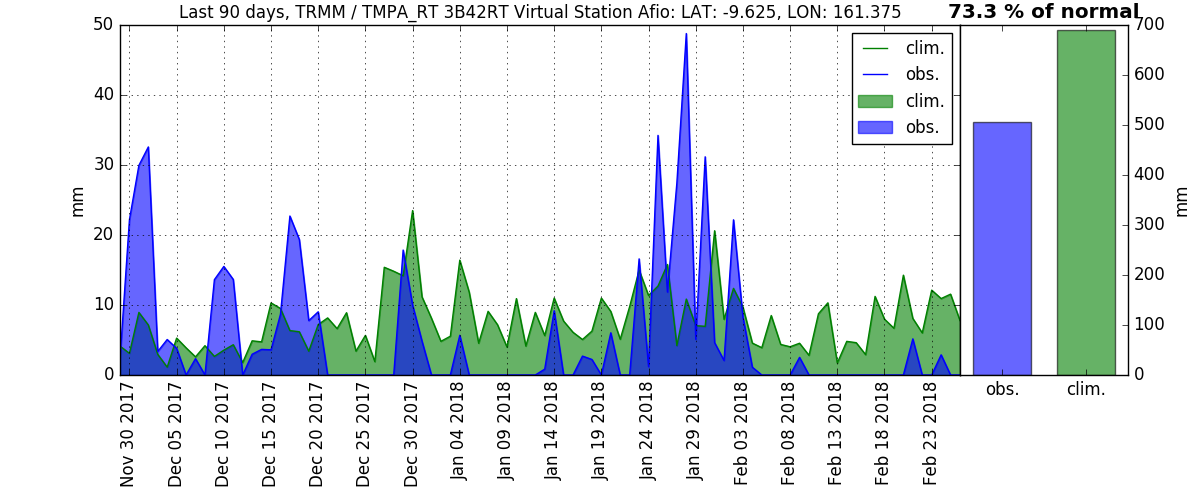 Last 90 days, TRMM / TMPA_RT 3B42RT Virtual Station Afio: LAT: -9.625, LON: 161.375
73.3 % of normal
50
40
30
20
10
0
mm
clim.
obs.
clim.
obs.
700
600
500
400
300
200
100
0
mm
obs.
clim.
Nov 30 2017
Dec 05 2017
Dec 10 2017
Dec 15 2017
Dec 20 2017
Dec 25 2017
Dec 30 2017
Jan 04 2018
Jan 09 2018
Jan 14 2018
Jan 19 2018
Jan 24 2018
Jan 29 2018
Feb 03 2018
Feb 08 2018
Feb 13 2018
Feb 18 2018
Feb 23 2018